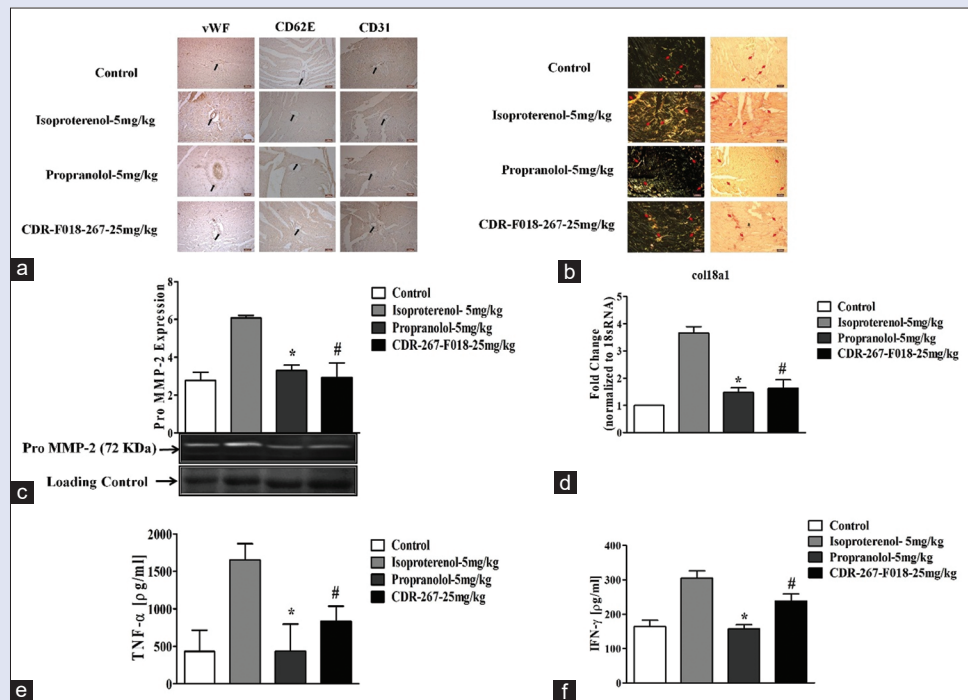 vWF CD62E CD31
Control
Isoproterenol-5mg/kg
Propranolol-5mg/kg
CDR-F018-267-25mg/kg
a
Control
Isoproterenol-5mg/kg
Propranolol-5mg/kg
CDR-F018-267-25mg/kg
b
Pro MMP-2 Expression
8
6
4
2
0
*
#
Control
Isoproterenol- 5mg/kg
Propranolol-5mg/kg
CDR-267-F018-25mg/kg
Pro MMP-2 (72 KDa)
Loading Control
c
col18a1
Fold Change
(normalized to 18sRNA)
5
4
3
2
1
0
*
#
Control
Isoproterenol- 5mg/kg
Propranolol-5mg/kg
CDR-267-F018-25mg/kg
d
TNF-α [ρg/ml]
2000
1500
1000
500
0
*
#
Control
Isoproterenol- 5mg/kg
Propranolol-5mg/kg
CDR-267-25mg/kg
e
IFN-γ [ρg/ml]
400
300
200
100
0
*
#
Control
Isoproterenol- 5mg/kg
Propranolol-5mg/kg
CDR-267-F018-25mg/kg
f